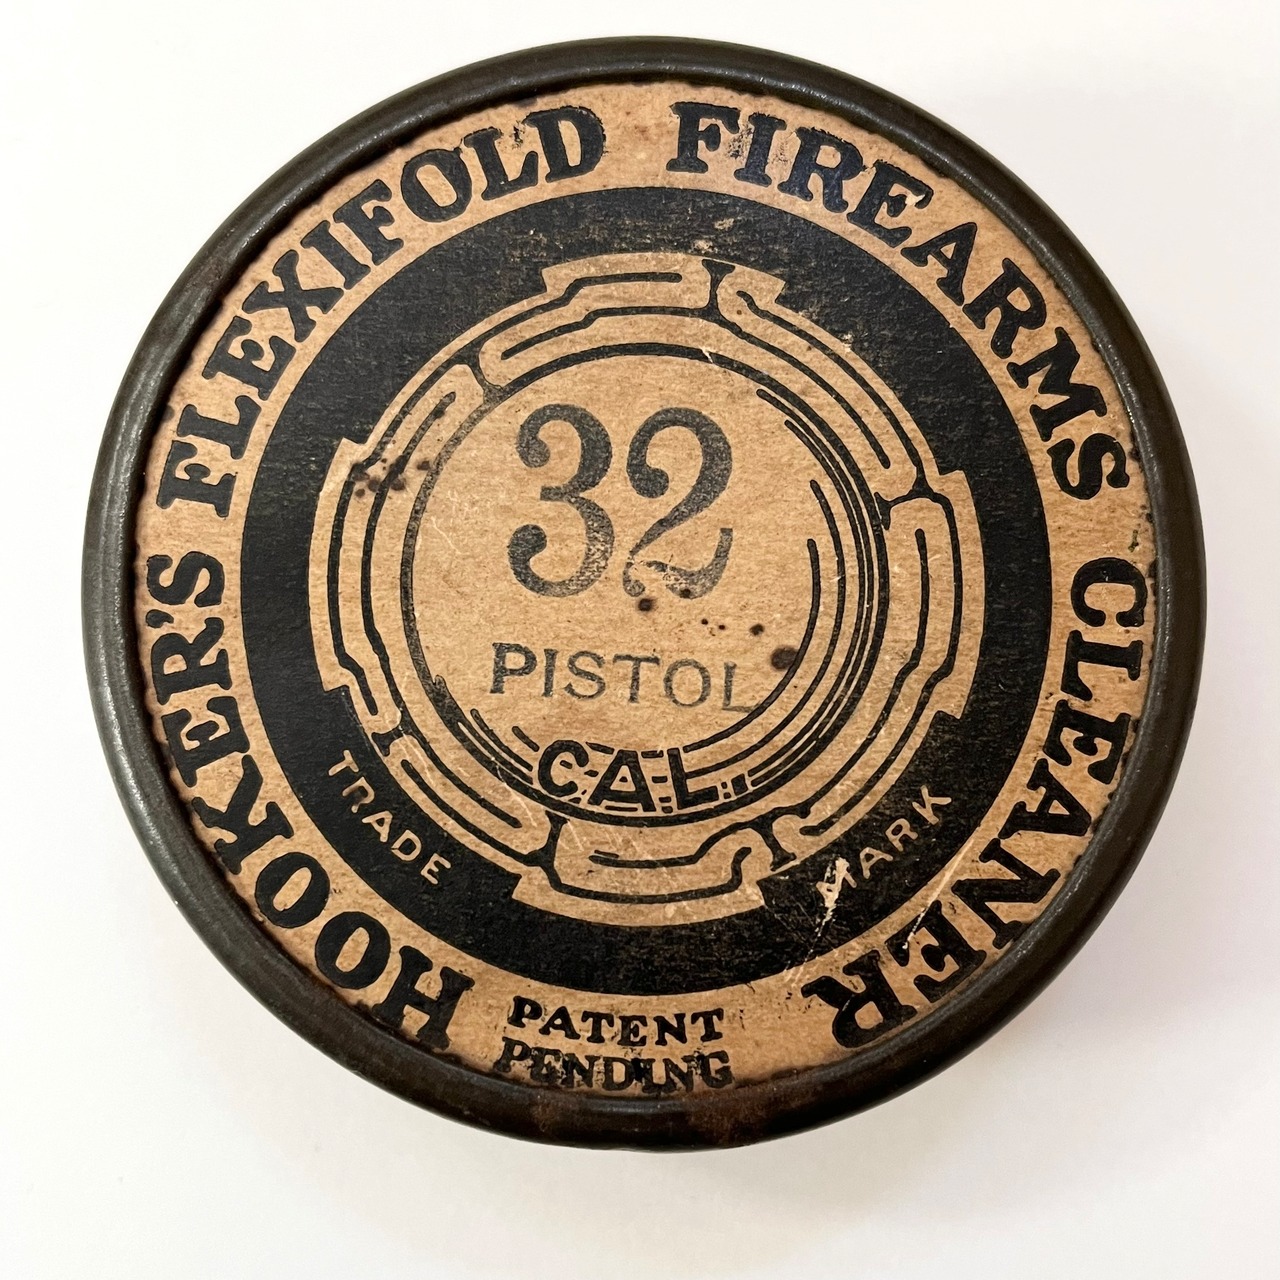 HOOKER'S FLEXIFOLD FIREARMS CLEANER
32
PISTOL
CAL.
TRADE MARK
PATENT
PENDING